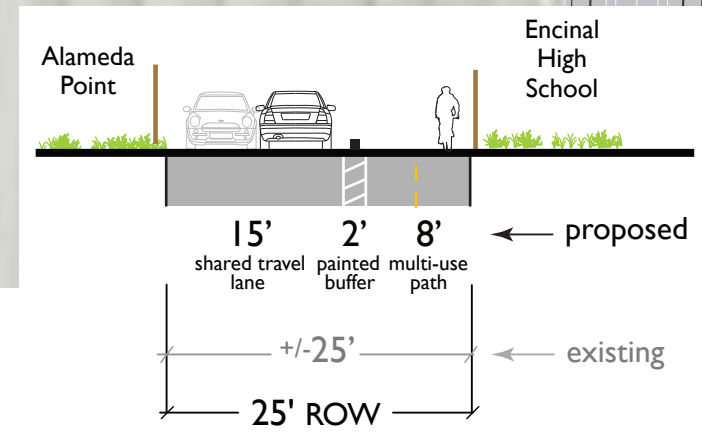 Alameda
Point
Encinal
High
School
15’ 2’ 8’
shared travel painted multi-use
lane buffer path
proposed
+/-25’
existing
25' ROW